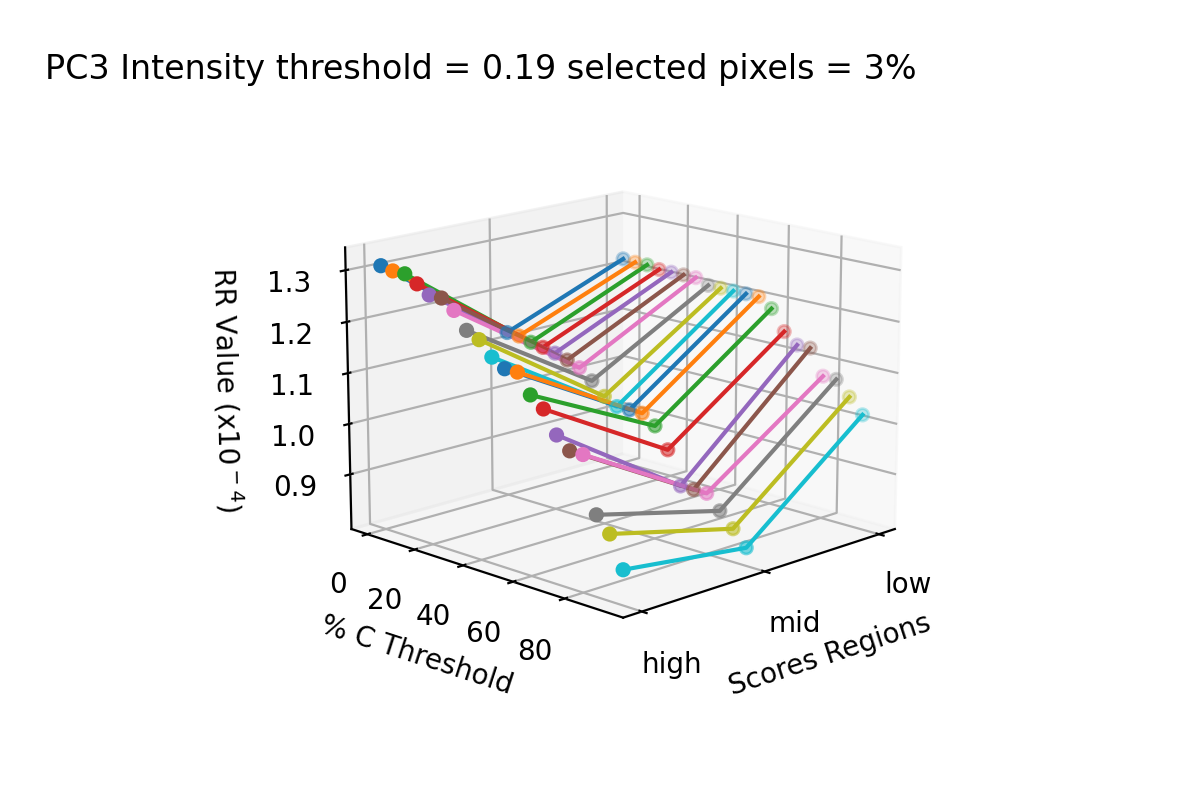 PC3 Intensity threshold = 0.19 selected pixels = 3%
RR Value (x10⁻⁴)
1.3
1.2
1.1
1.0
0.9
0
20
40
60
80
% C Threshold
high
mid
low
Scores Regions